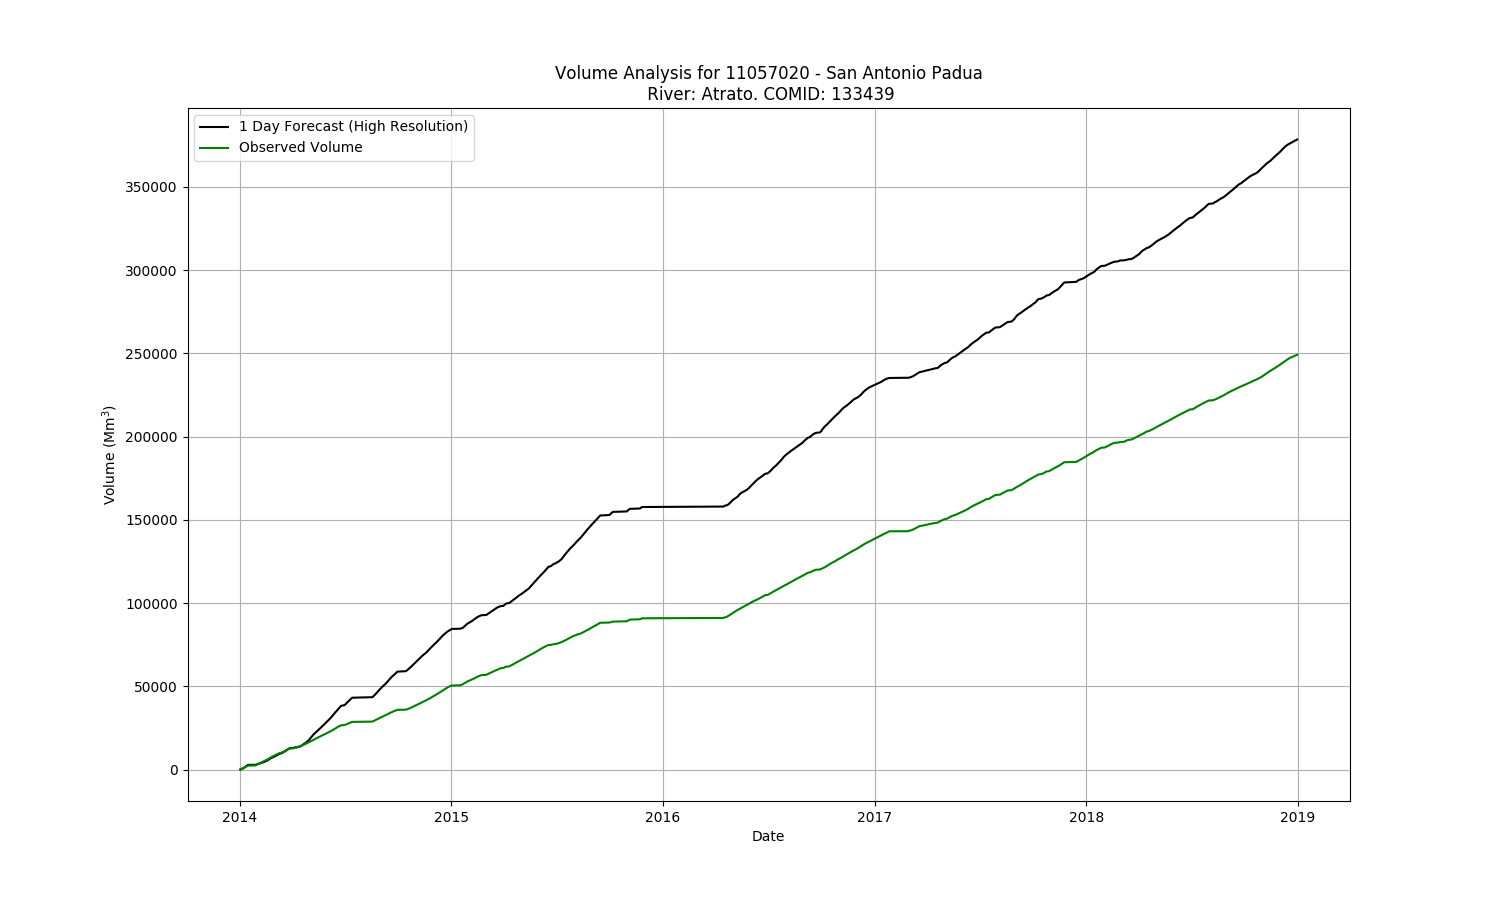 Volume Analysis for 11057020 - San Antonio Padua
River: Atrato. COMID: 133439
1 Day Forecast (High Resolution)
Observed Volume
350000
300000
250000
200000
150000
100000
50000
0
Volume (Mm³)
2014 2015 2016 2017 2018 2019
Date